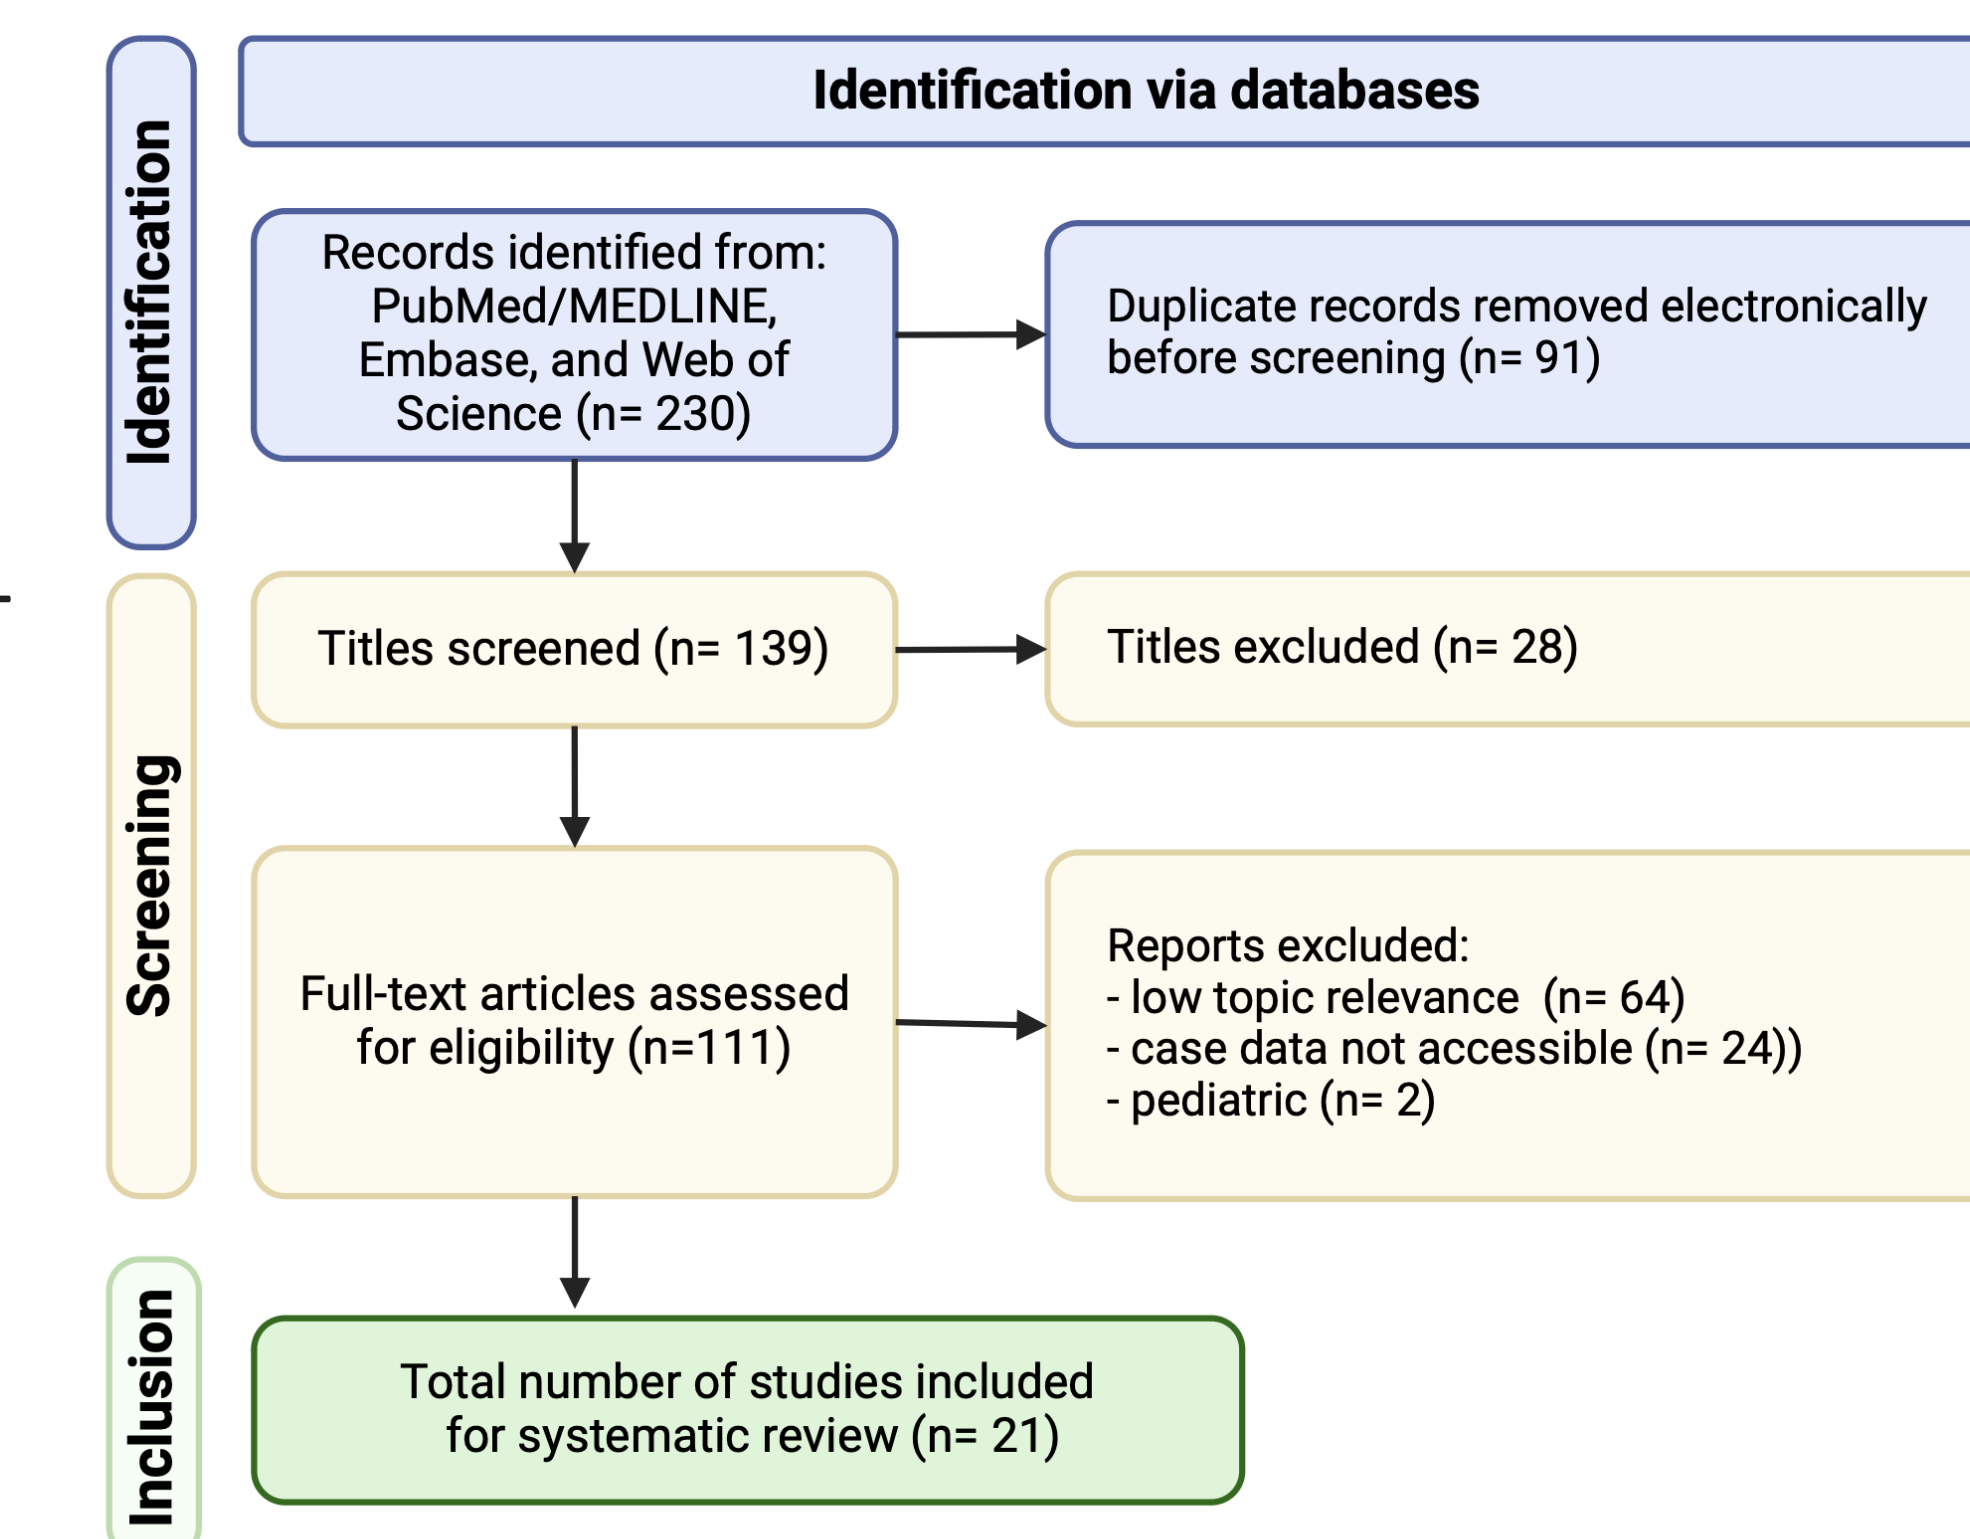 Identification via databases
Identification
Records identified from:
PubMed/MEDLINE,
Embase, and Web of
Science (n= 230)
Duplicate records removed electronically
before screening (n= 91)
Screening
Titles screened (n= 139)
Titles excluded (n= 28)
Full-text articles assessed
for eligibility (n=111)
Reports excluded:
- low topic relevance  (n= 64)
- case data not accessible (n= 24))
- pediatric (n= 2)
Inclusion
Total number of studies included
for systematic review (n= 21)